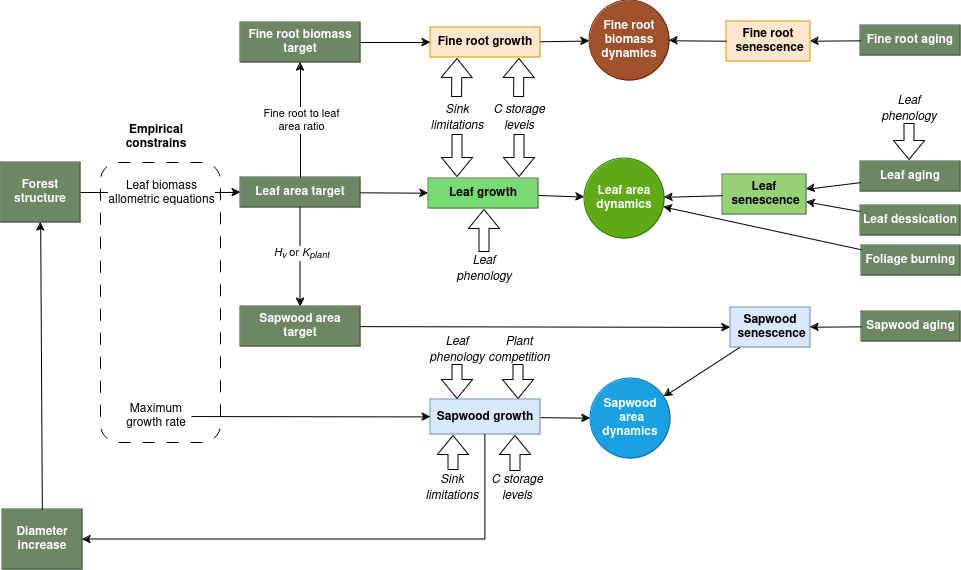 Fine root biomass
target
Fine root growth
Fine root
biomass
dynamics
Fine root
senescence
Fine root aging
Fine root to leaf
area ratio
Sink
limitations
C storage
levels
Leaf
phenology
Empirical
constrains
Forest
structure
Leaf biomass
allometric equations
Leaf area target
Leaf growth
Leaf area
dynamics
Leaf
senescence
Leaf aging
Leaf dessication
Foliage burning
Hv or Kplant
Leaf
phenology
Sapwood area
target
Sapwood
senescence
Sapwood aging
Leaf
phenology
Plant
competition
Maximum
growth rate
Sapwood growth
Sapwood
area
dynamics
Sink
limitations
C storage
levels
Diameter
increase